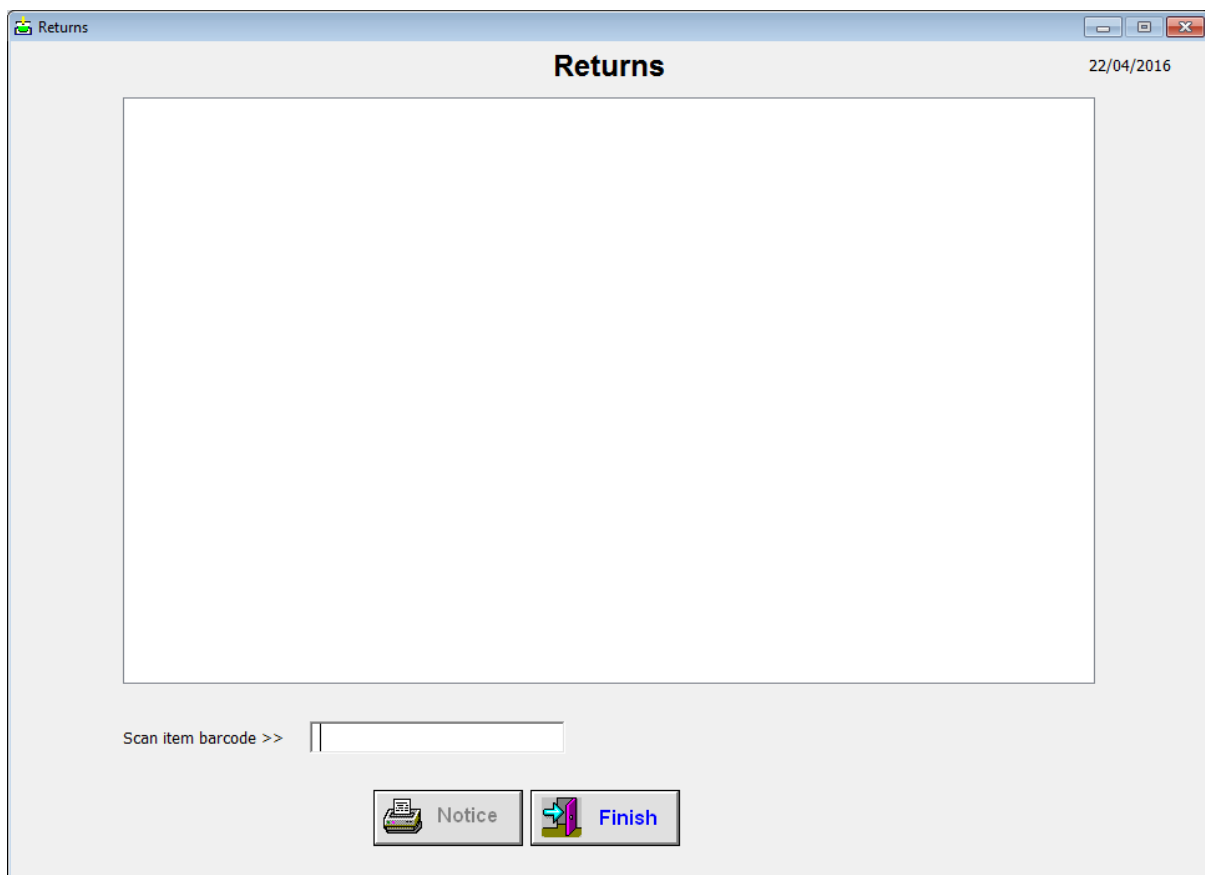 Returns
Returns
22/04/2016
Scan item barcode >>
Notice
Finish